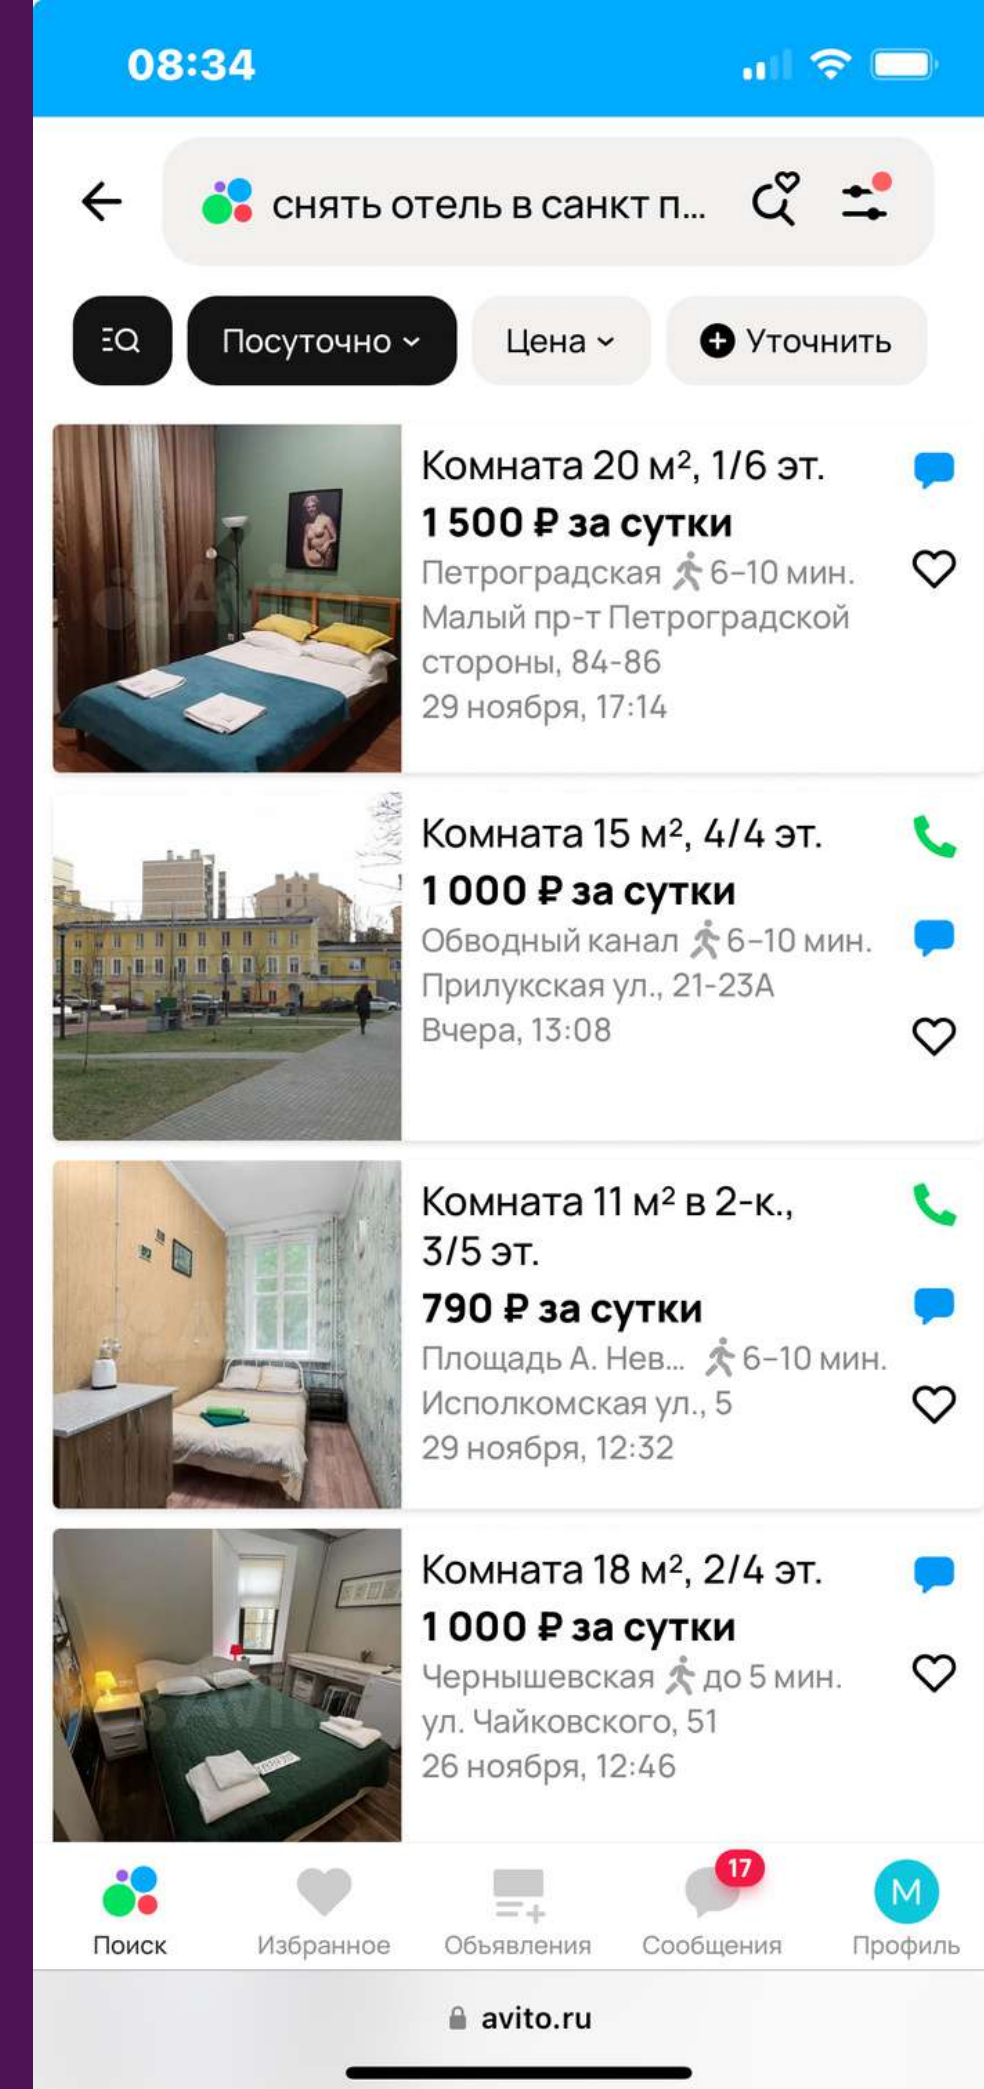 08:34
снять отель в санкт п...
Посуточно
Цена
Уточнить
Комната 20 м², 1/6 эт.
1 500 ₽ за сутки
Петроградская 6–10 мин.
Малый пр-т Петроградской
стороны, 84-86
29 ноября, 17:14
Комната 15 м², 4/4 эт.
1 000 ₽ за сутки
Обводный канал 6–10 мин.
Прилукская ул., 21-23А
Вчера, 13:08
Комната 11 м² в 2-к.,
3/5 эт.
790 ₽ за сутки
Площадь А. Нев... 6–10 мин.
Исполкомская ул., 5
29 ноября, 12:32
Комната 18 м², 2/4 эт.
1 000 ₽ за сутки
Чернышевская до 5 мин.
ул. Чайковского, 51
26 ноября, 12:46
Avito
Avito
17
М
Поиск
Избранное
Объявления
Сообщения
Профиль
avito.ru